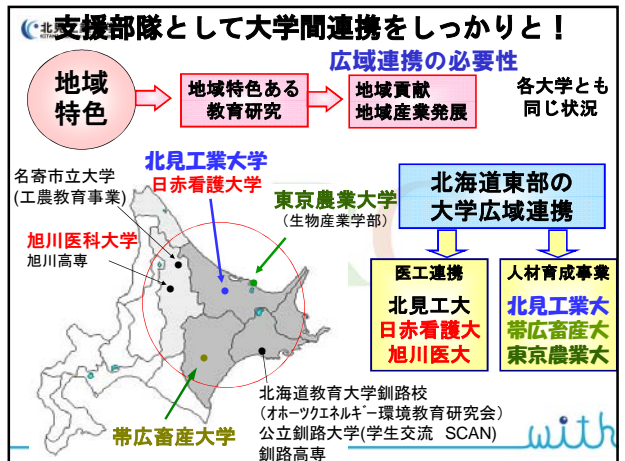 支援部隊として大学間連携をしっかりと！
北見
広域連携の必要性
地域
特色
地域特色ある
教育研究
地域貢献
地域産業発展
各大学とも
同じ状況
名寄市立大学
(工農教育事業)
北見工業大学
日赤看護大学
東京農業大学
（生物産業学部）
旭川医科大学
旭川高専
北海道東部の
大学広域連携
医工連携
北見工大
日赤看護大
旭川医大
人材育成事業
北見工業大
帯広畜産大
東京農業大
帯広畜産大学
北海道教育大学釧路校
（オホーツクエネルギー環境教育研究会）
公立釧路大学(学生交流 SCAN)
釧路高専
with